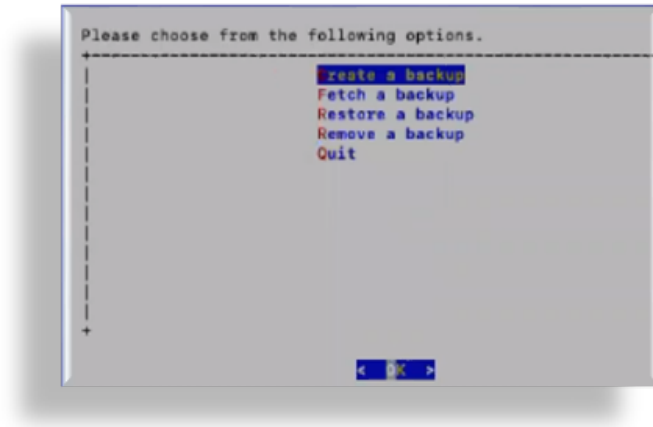 Please choose from the following options.
Create a backup
Fetch a backup
Restore a backup
Remove a backup
Quit
< OK >